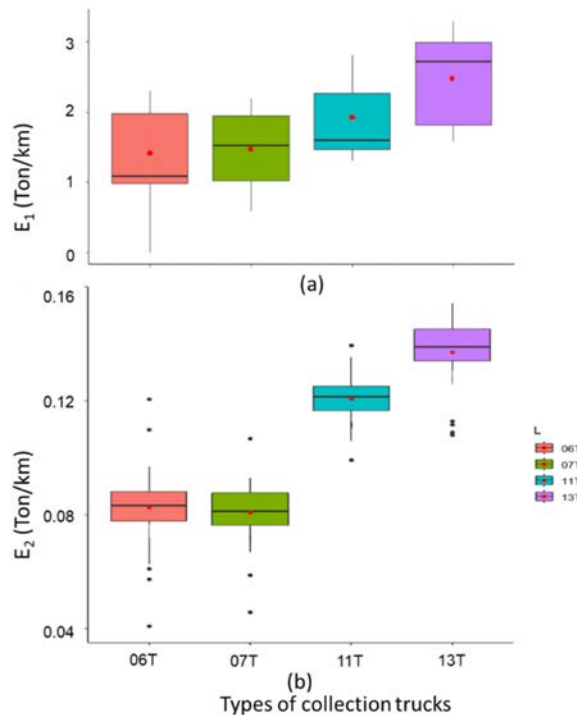 3
2
1
0
E1 (Ton/km)
(a)
0.16
0.12
0.08
0.04
E2 (Ton/km)
L
06T
07T
11T
13T
06T 07T 11T 13T
(b)
Types of collection trucks